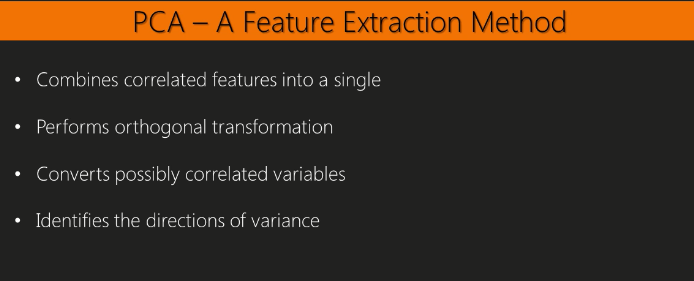 PCA – A Feature Extraction Method
• Combines correlated features into a single
• Performs orthogonal transformation
• Converts possibly correlated variables
• Identifies the directions of variance